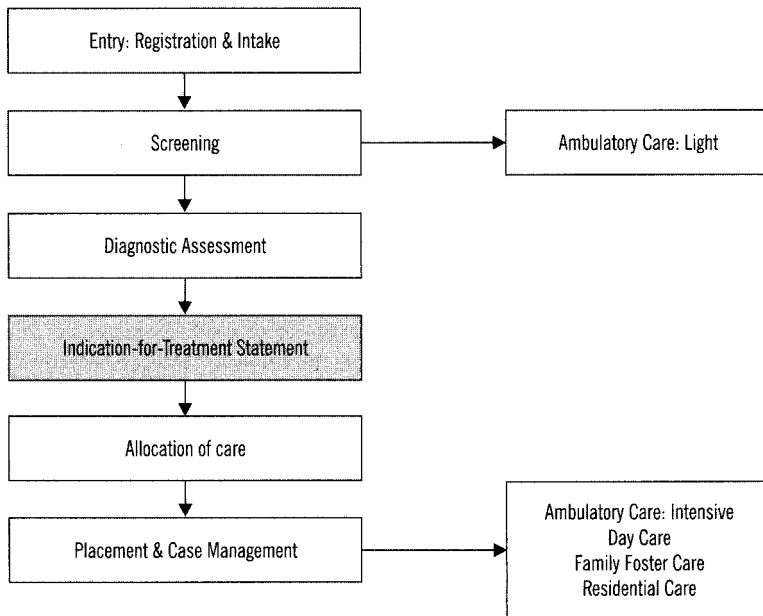 Entry: Registration & Intake
Screening
Ambulatory Care: Light
Diagnostic Assessment
Indication-for-Treatment Statement
Allocation of care
Placement & Case Management
Ambulatory Care: Intensive
Day Care
Family Foster Care
Residential Care